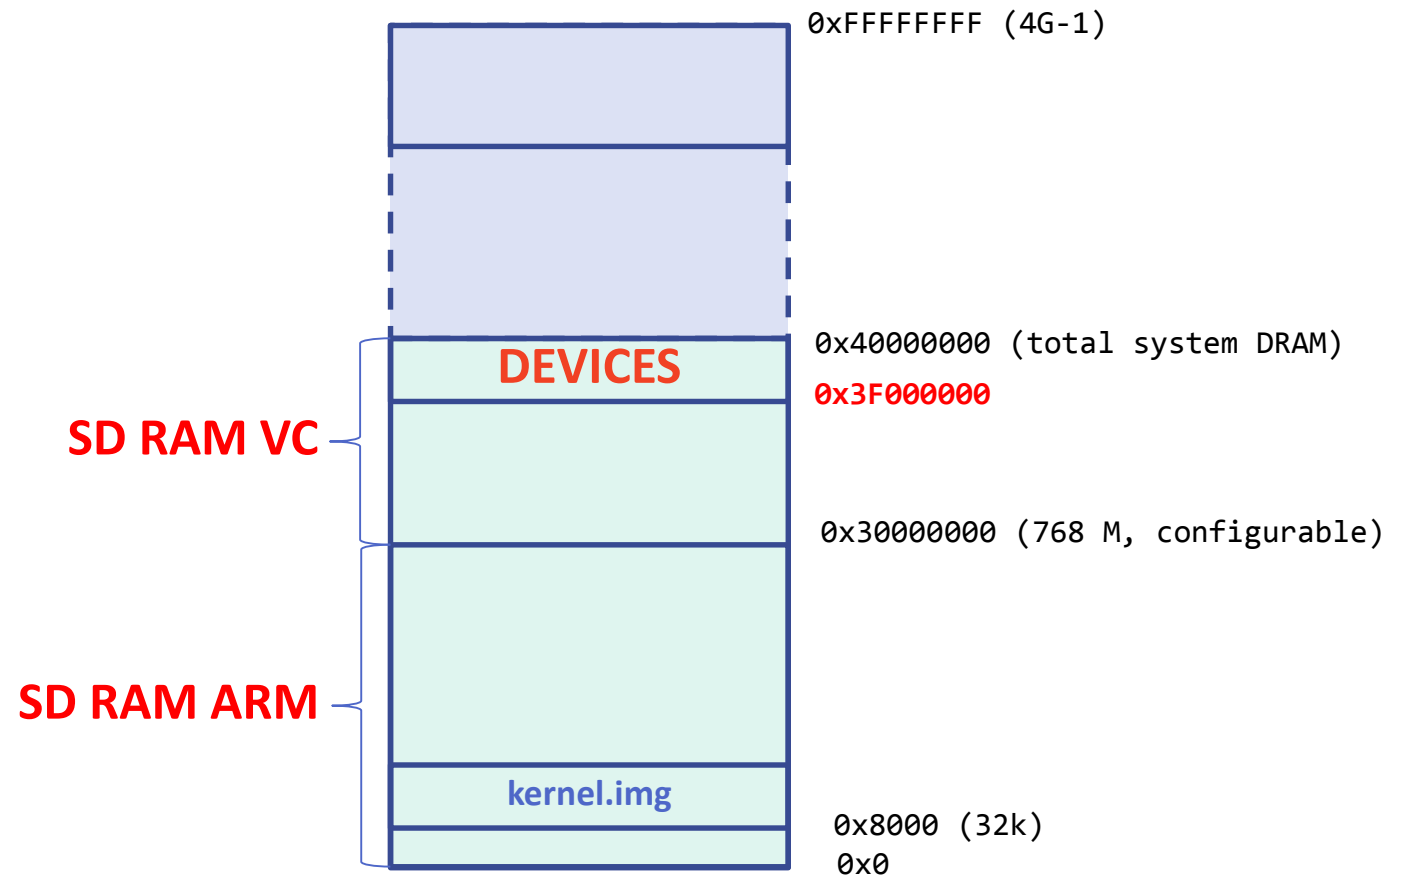 0xFFFFFFFF (4G-1)
0x40000000 (total system DRAM)
DEVICES
0x3F000000
SD RAM VC
0x30000000 (768 M, configurable)
SD RAM ARM
kernel.img
0x8000 (32k)
0x0